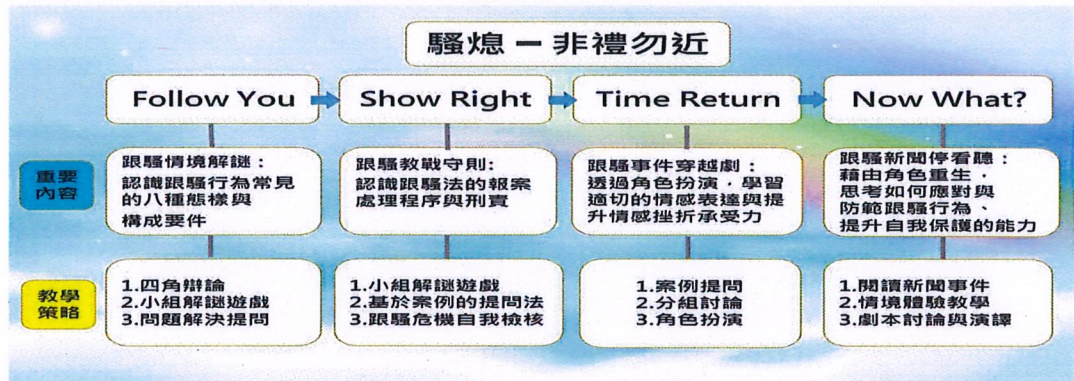 騷熄－非禮勿近
Follow You
Show Right
Time Return
Now What?
重要
內容
跟騷情境解謎：
認識跟騷行為常見
的八種態樣與
構成要件
跟騷教戰守則：
認識跟騷法的報案
處理程序與刑責
跟騷事件穿越劇：
透過角色扮演，學習
適切的情感表達與提
升情感挫折承受力
跟騷新聞停看聽：
藉由角色重生，
思考如何應對與
防範跟騷行為、
提升自我保護的能力
教學
策略
1.四角辯論
2.小組解謎遊戲
3.問題解決提問
1.小組解謎遊戲
2.基於案例的提問法
3.跟騷危機自我檢核
1.案例提問
2.分組討論
3.角色扮演
1.閱讀新聞事件
2.情境體驗教學
3.劇本討論與演譯